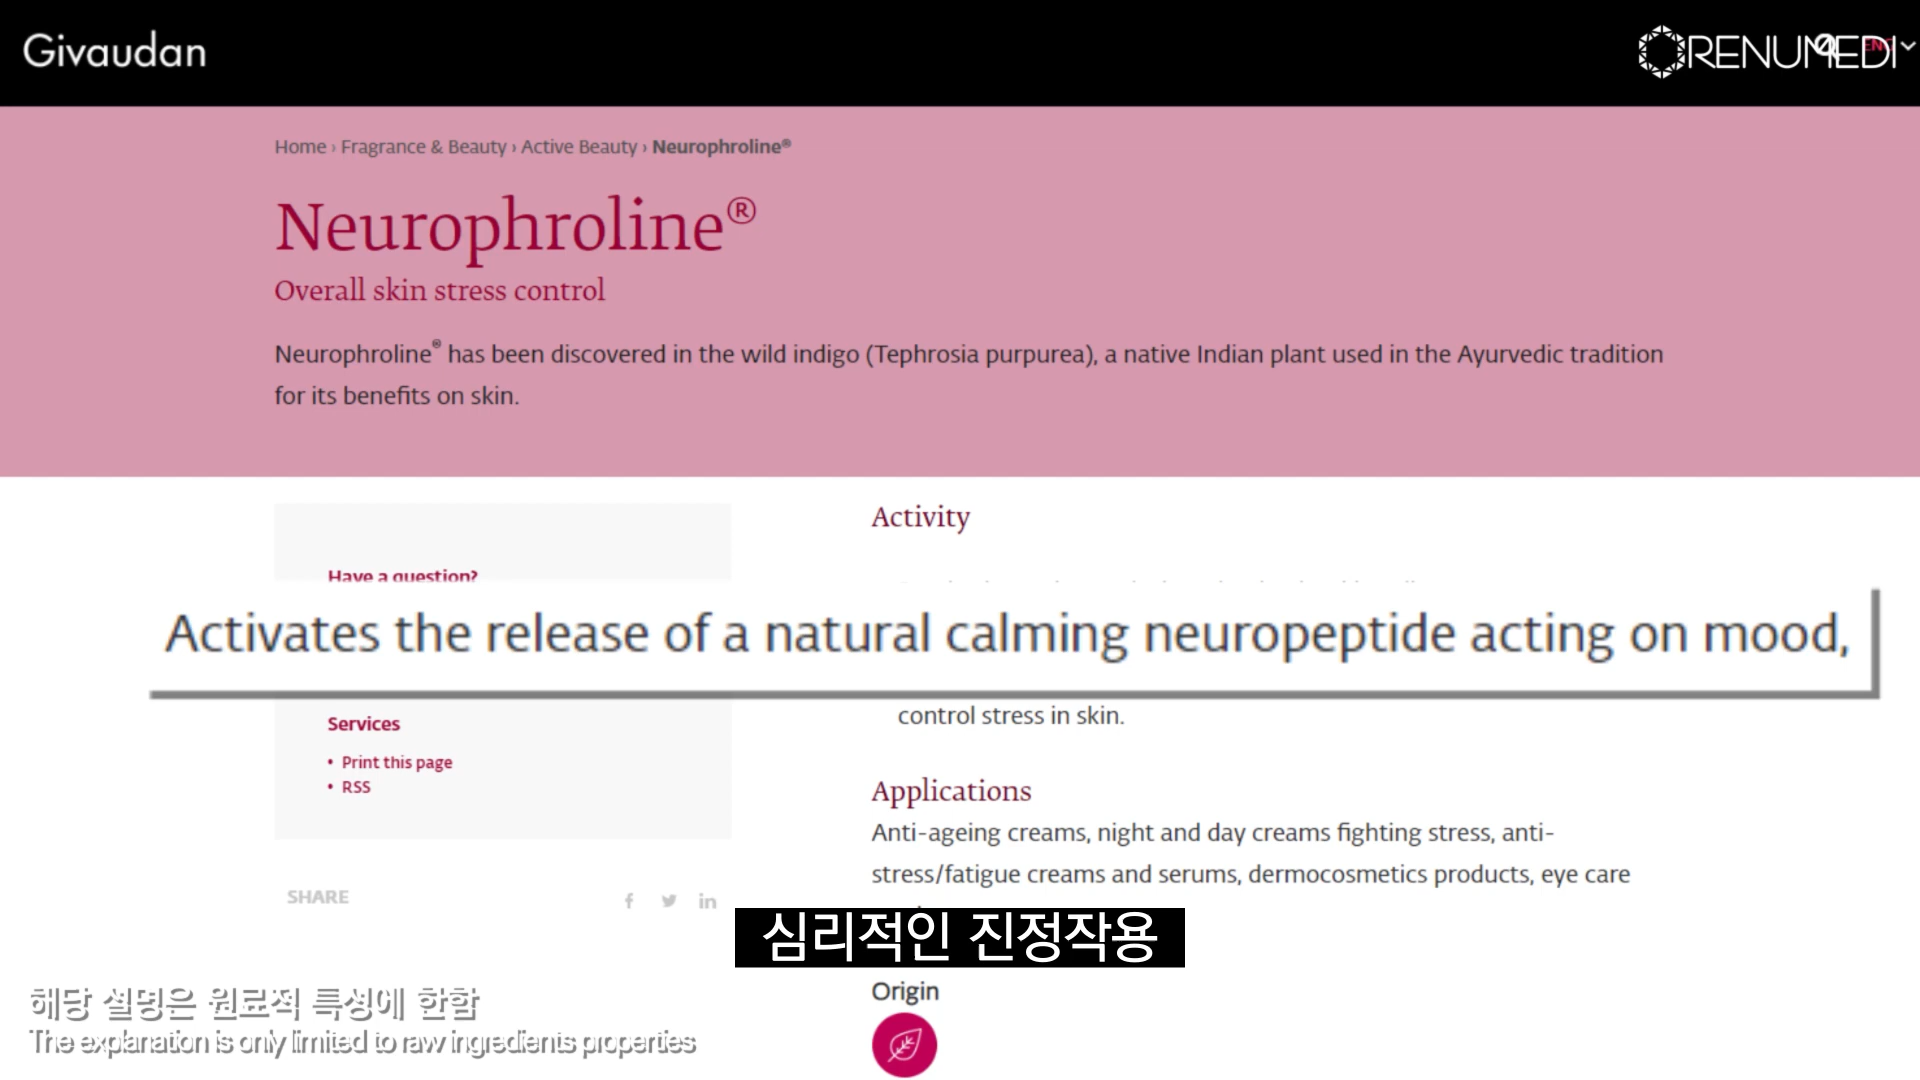 Givaudan
RENUMEDI
ENG
Home › Fragrance & Beauty › Active Beauty › Neurophroline®
Neurophroline®
Overall skin stress control
Neurophroline® has been discovered in the wild indigo (Tephrosia purpurea), a native Indian plant used in the Ayurvedic tradition
for its benefits on skin.
Activity
Have a question?
Activates the release of a natural calming neuropeptide acting on mood,
control stress in skin.
Services
• Print this page
• RSS
Applications
Anti-ageing creams, night and day creams fighting stress, anti-
stress/fatigue creams and serums, dermocosmetics products, eye care
SHARE
심리적인 진정작용
Origin
해당 설명은 원료적 특성에 한함
The explanation is only limited to raw ingredients properties